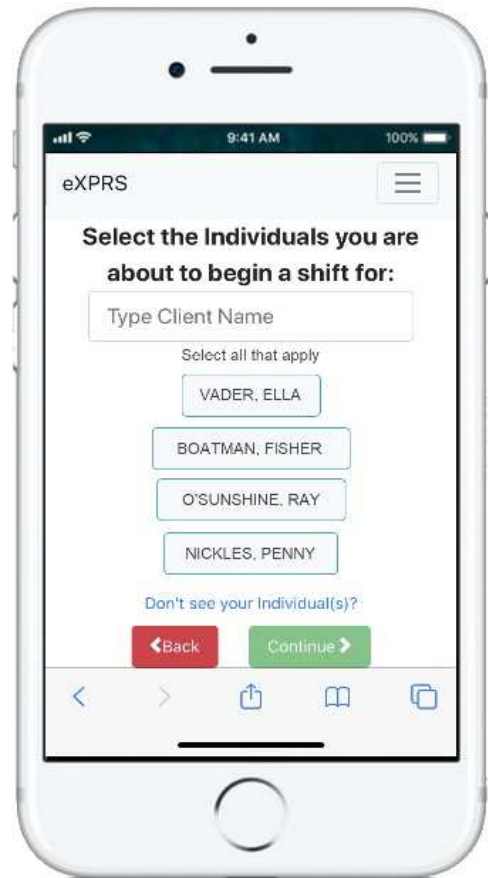 9:41 AM 100%
eXPRS
Select the Individuals you are
about to begin a shift for:
Type Client Name
Select all that apply
VADER, ELLA
BOATMAN, FISHER
O'SUNSHINE, RAY
NICKLES, PENNY
Don't see your Individual(s)?
Back Continue